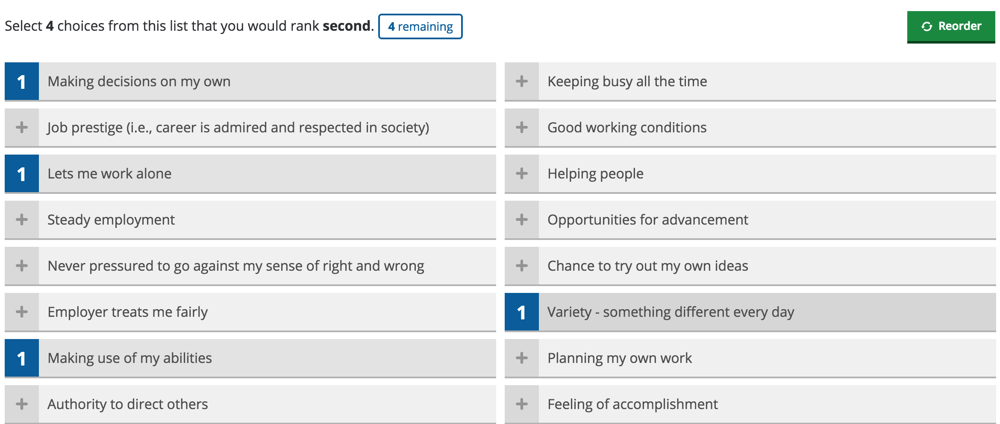 Select 4 choices from this list that you would rank second. 4 remaining
Reorder
1 Making decisions on my own
+ Job prestige (i.e., career is admired and respected in society)
1 Lets me work alone
+ Steady employment
+ Never pressured to go against my sense of right and wrong
+ Employer treats me fairly
1 Making use of my abilities
+ Authority to direct others
+ Keeping busy all the time
+ Good working conditions
+ Helping people
+ Opportunities for advancement
+ Chance to try out my own ideas
1 Variety - something different every day
+ Planning my own work
+ Feeling of accomplishment